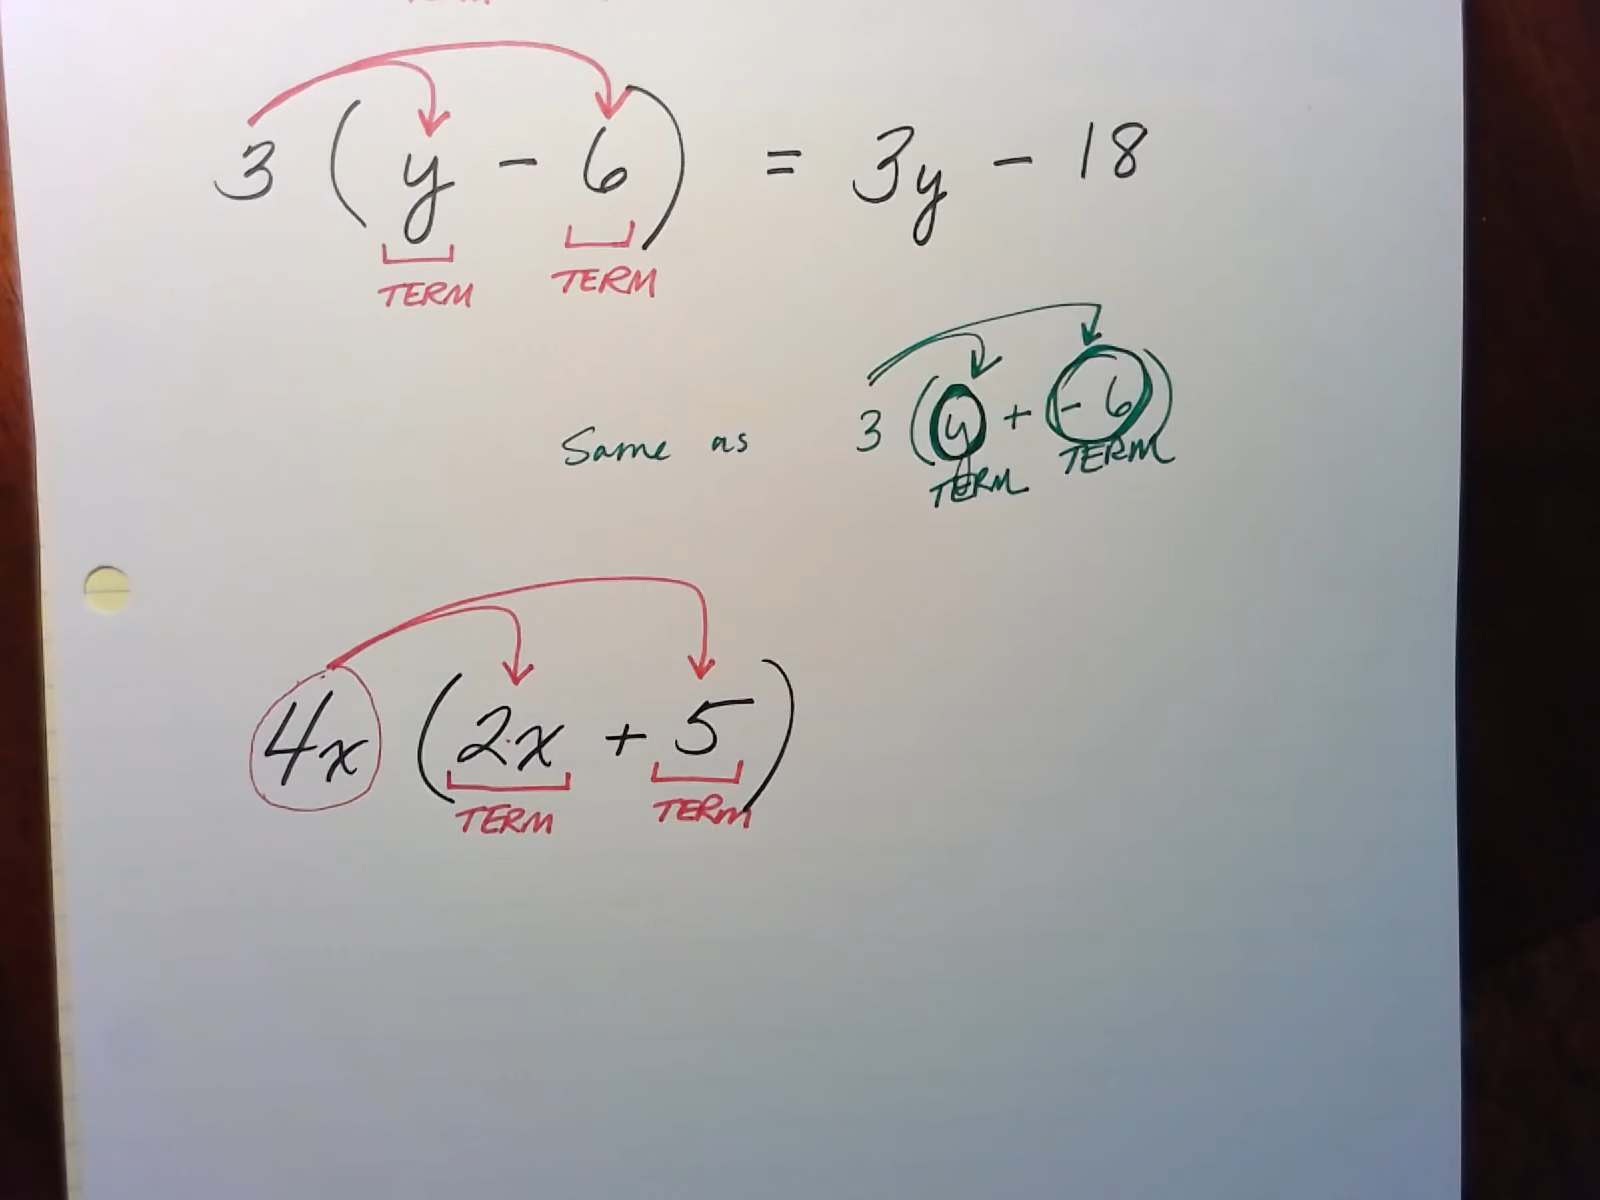 3 (y - 6) = 3y - 18
TERM TERM
Same as 3 (y + -6)
TERM TERM
4x (2x + 5)
TERM TERM